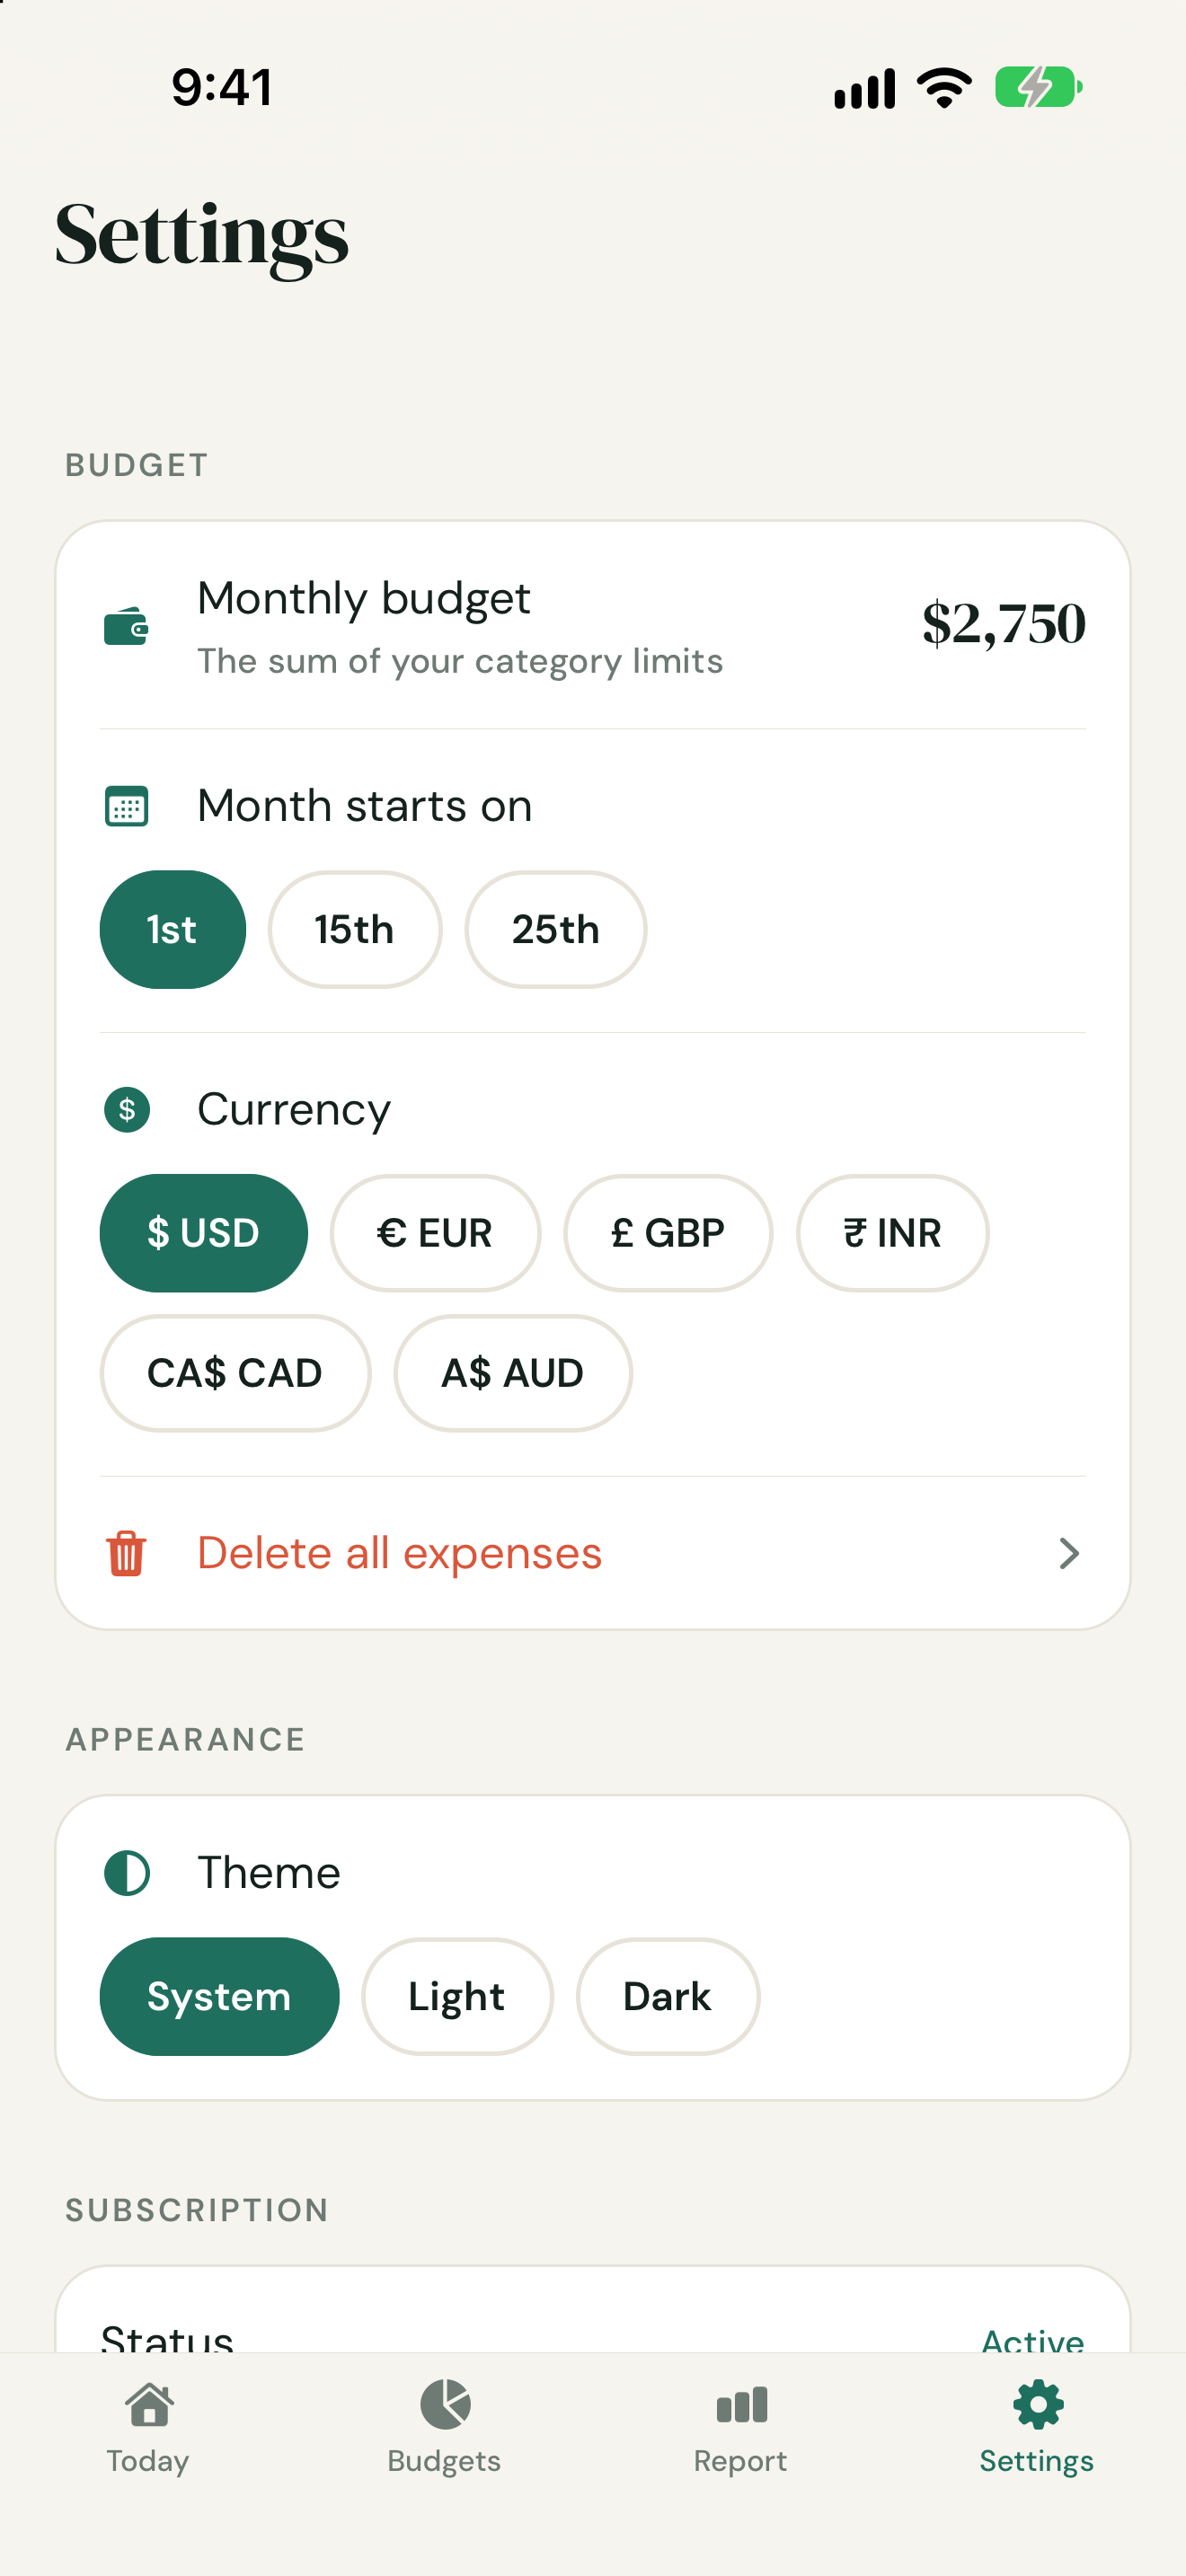 9:41
Settings
BUDGET
Monthly budget
The sum of your category limits
$2,750
Month starts on
1st 15th 25th
$ Currency
$ USD € EUR £ GBP ₹ INR
CA$ CAD A$ AUD
Delete all expenses
APPEARANCE
Theme
System Light Dark
SUBSCRIPTION
Status Active
Today Budgets Report Settings